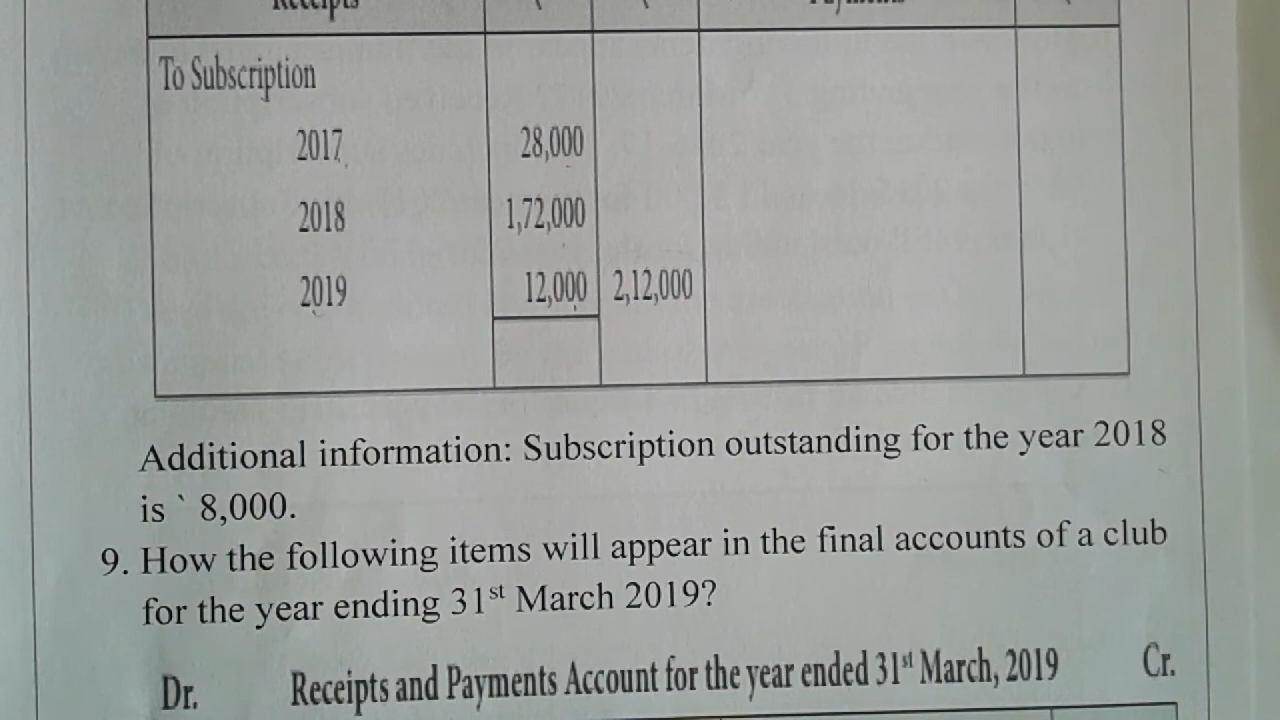 To Subscription
2017 28,000
2018 1,72,000
2019 12,000 2,12,000
Additional information: Subscription outstanding for the year 2018
is ` 8,000.
9. How the following items will appear in the final accounts of a club
for the year ending 31st March 2019?
Dr. Receipts and Payments Account for the year ended 31st March, 2019 Cr.